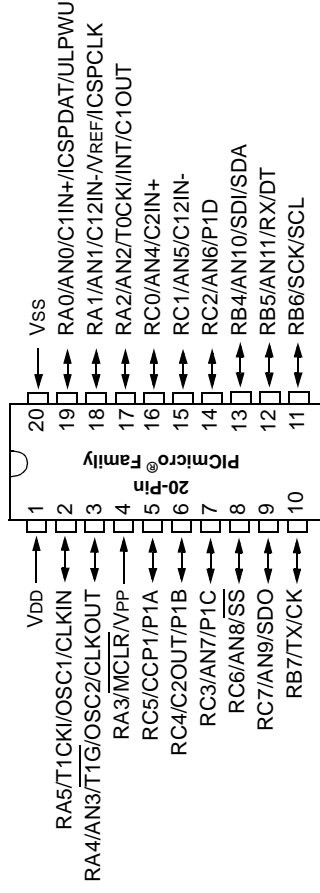 VDD
RA5/T1CKI/OSC1/CLKIN
RA4/AN3/T1G/OSC2/CLKOUT
RA3/MCLR/VPP
RC5/CCP1/P1A
RC4/C2OUT/P1B
RC3/AN7/P1C
RC6/AN8/SS
RC7/AN9/SDO
RB7/TX/CK
1
2
3
4
5
6
7
8
9
10
20-Pin
PICmicro® Family
20
19
18
17
16
15
14
13
12
11
VSS
RA0/AN0/C1IN+/ICSPDAT/ULPWU
RA1/AN1/C12IN-/VREF/ICSPCLK
RA2/AN2/T0CKI/INT/C1OUT
RC0/AN4/C2IN+
RC1/AN5/C12IN-
RC2/AN6/P1D
RB4/AN10/SDI/SDA
RB5/AN11/RX/DT
RB6/SCK/SCL